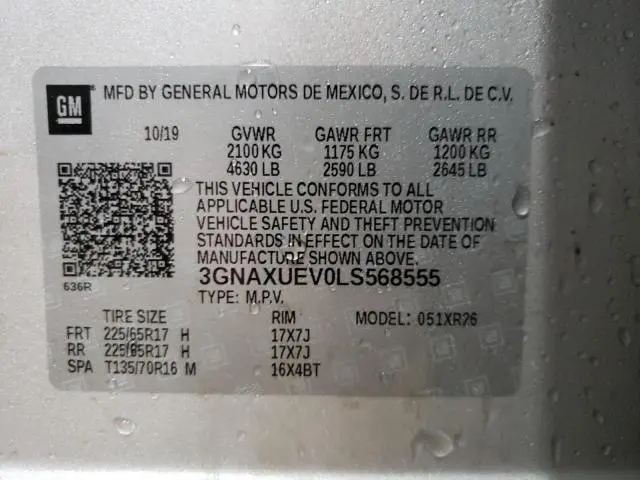 GM ® MFD BY GENERAL MOTORS DE MEXICO, S. DE R.L. DE C.V.
10/19 GVWR GAWR FRT GAWR RR
2100 KG 1175 KG 1200 KG
4630 LB 2590 LB 2645 LB
THIS VEHICLE CONFORMS TO ALL
APPLICABLE U.S. FEDERAL MOTOR
VEHICLE SAFETY AND THEFT PREVENTION
STANDARDS IN EFFECT ON THE DATE OF
MANUFACTURE SHOWN ABOVE.
3GNAXUEV0LS568555
636R
TYPE: M.P.V.
TIRE SIZE RIM MODEL: 051XR26
FRT 225/65R17 H 17X7J
RR 225/65R17 H 17X7J
SPA T135/70R16 M 16X4BT